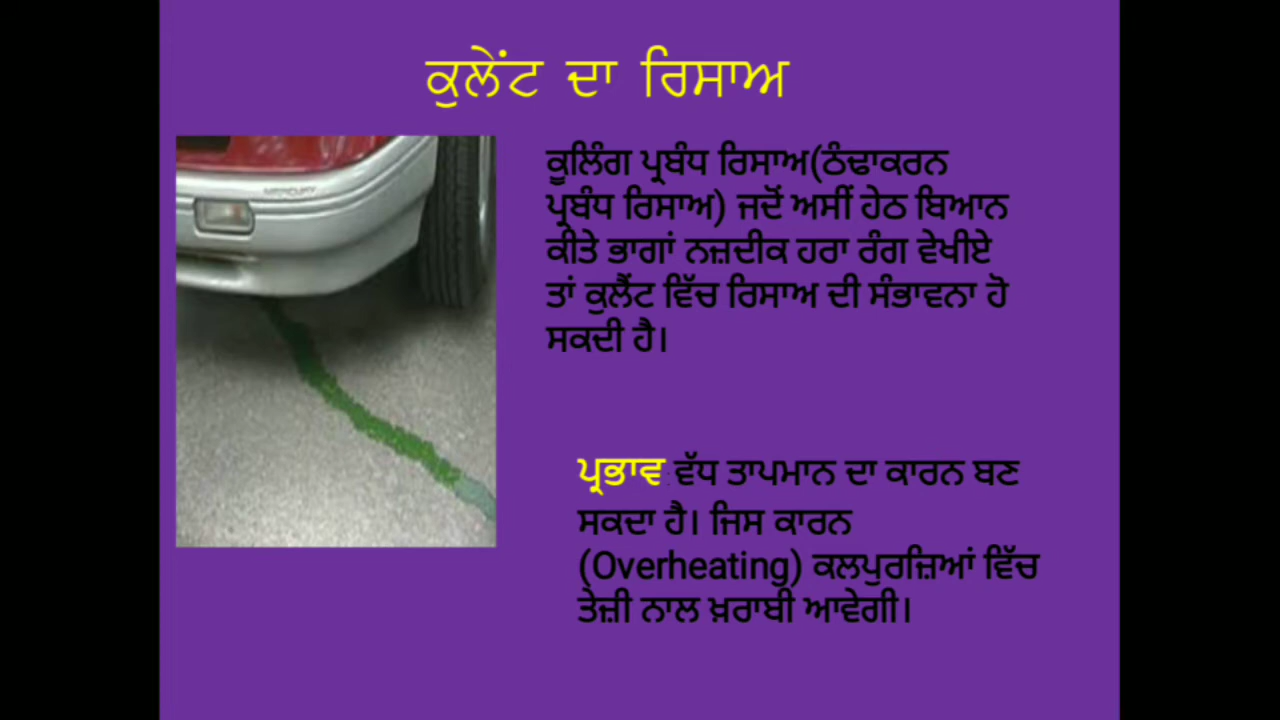 ਕੁਲੇਂਟ ਦਾ ਰਿਸਾਅ
MERCURY
ਕੂਲਿੰਗ ਪ੍ਰਬੰਧ ਰਿਸਾਅ(ਠੰਢਾਕਰਨ
ਪ੍ਰਬੰਧ ਰਿਸਾਅ) ਜਦੋਂ ਅਸੀਂ ਹੇਠ ਬਿਆਨ
ਕੀਤੇ ਭਾਗਾਂ ਨਜ਼ਦੀਕ ਹਰਾ ਰੰਗ ਵੇਖੀਏ
ਤਾਂ ਕੁਲੈਂਟ ਵਿੱਚ ਰਿਸਾਅ ਦੀ ਸੰਭਾਵਨਾ ਹੋ
ਸਕਦੀ ਹੈ।
ਪ੍ਰਭਾਵ ਵੱਧ ਤਾਪਮਾਨ ਦਾ ਕਾਰਨ ਬਣ
ਸਕਦਾ ਹੈ। ਜਿਸ ਕਾਰਨ
(Overheating) ਕਲਪੁਰਜ਼ਿਆਂ ਵਿੱਚ
ਤੇਜ਼ੀ ਨਾਲ ਖ਼ਰਾਬੀ ਆਵੇਗੀ।